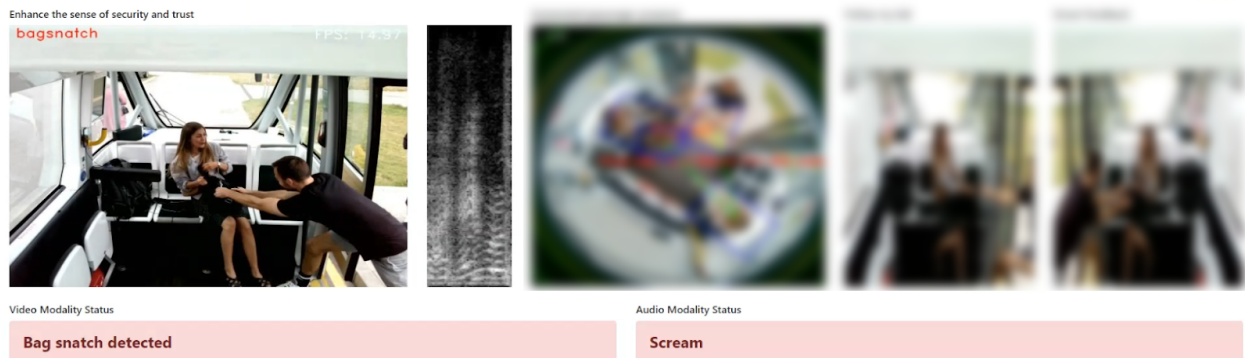 Enhance the sense of security and trust
bagsnatch
FPS: 14.97
Video Modality Status
Audio Modality Status
Bag snatch detected
Scream